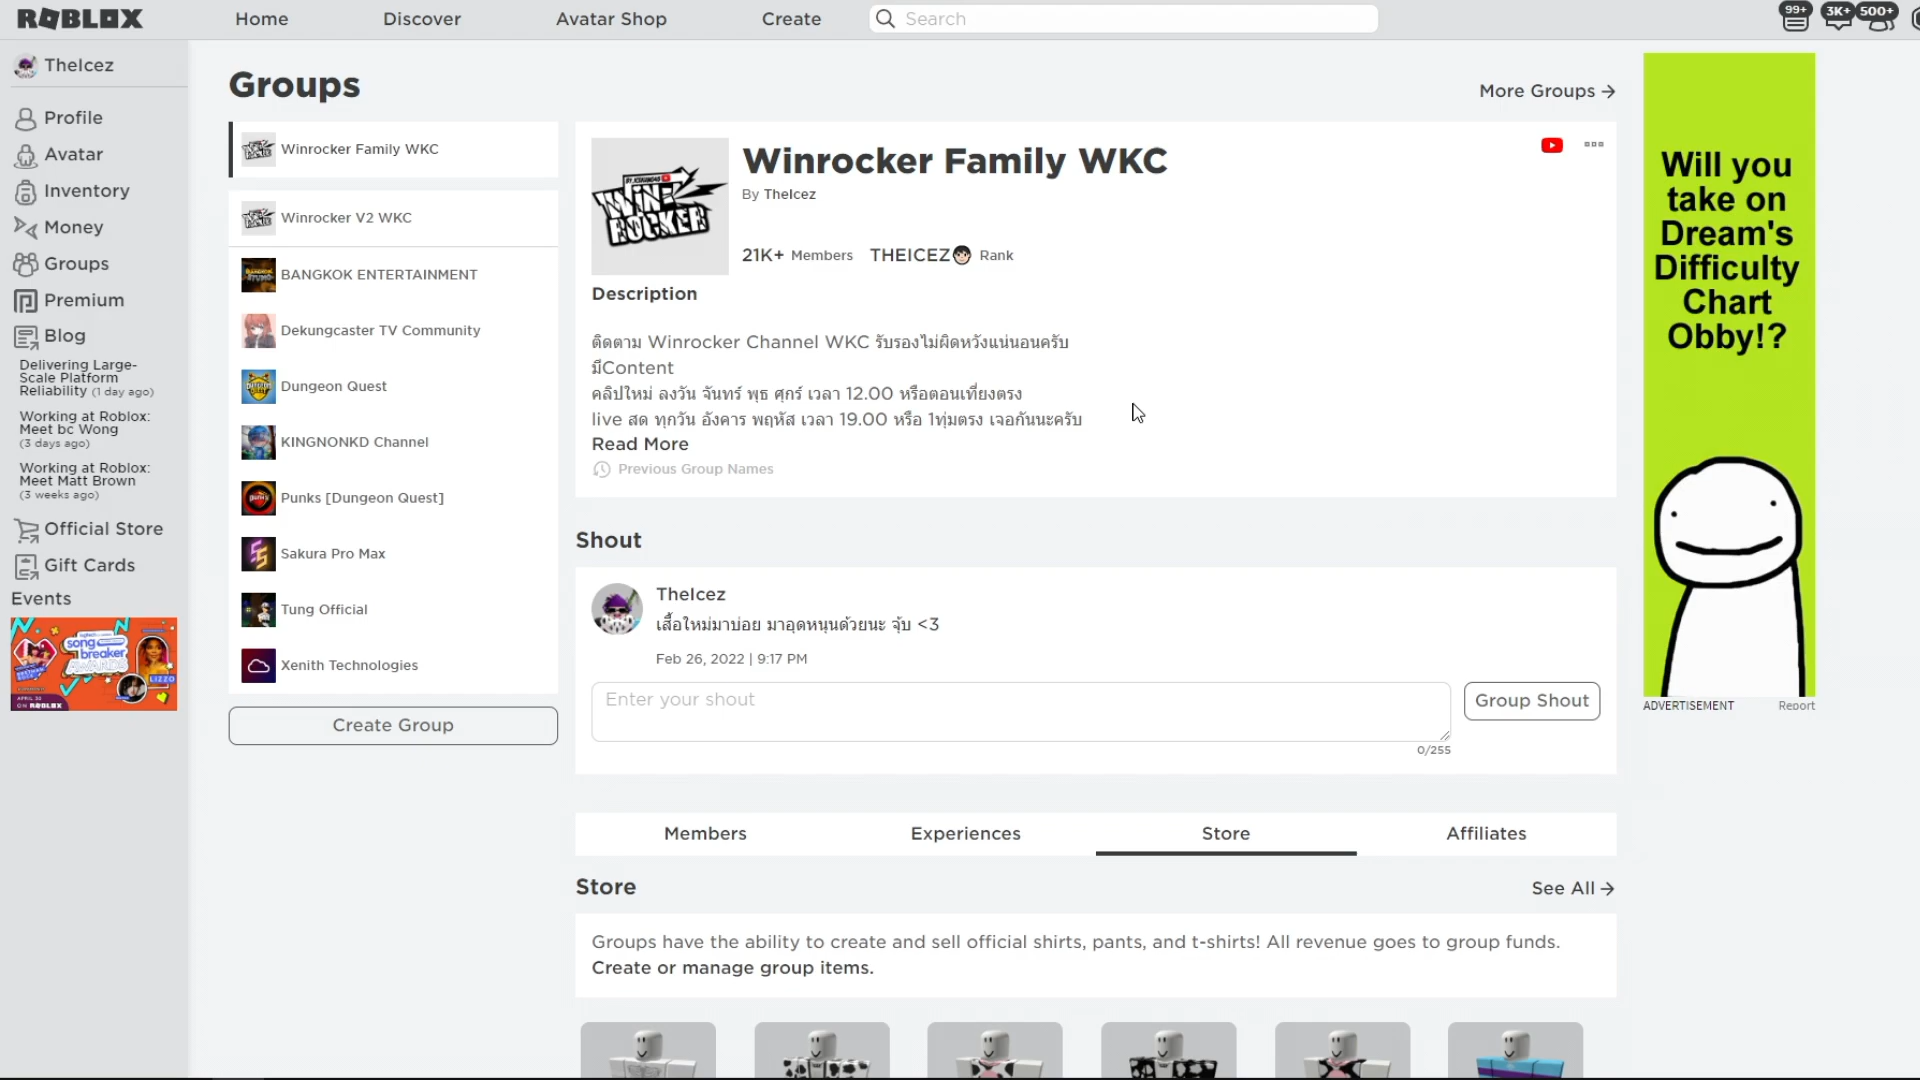 ROBLOX
Home
Discover
Avatar Shop
Create
Search
99+
3K+
500+
TheIcez
Profile
Avatar
Inventory
Money
Groups
Premium
Blog
Delivering Large-
Scale Platform
Reliability (1 day ago)
Working at Roblox:
Meet bc Wong
(3 days ago)
Working at Roblox:
Meet Matt Brown
(3 weeks ago)
Official Store
Gift Cards
Events
song
breaker
AWARDS
LIZZO
ON ROBLOX
Groups
More Groups
Winrocker Family WKC
Winrocker V2 WKC
BANGKOK ENTERTAINMENT
Dekungcaster TV Community
Dungeon Quest
KINGNONKD Channel
Punks [Dungeon Quest]
Sakura Pro Max
Tung Official
Xenith Technologies
Create Group
WIN
ROCKER
Winrocker Family WKC
By TheIcez
21K+ Members
THEICEZ Rank
Description
ติดตาม Winrocker Channel WKC รับรองไม่ผิดหวังแน่นอนครับ
มีContent
คลิปใหม่ ลงวัน จันทร์ พุธ ศุกร์ เวลา 12.00 หรือตอนเที่ยงตรง
live สด ทุกวัน อังคาร พฤหัส เวลา 19.00 หรือ 1ทุ่มตรง เจอกันนะครับ
Read More
Previous Group Names
Shout
TheIcez
เสื้อใหม่มาบ่อย มาอุดหนุนด้วยนะ จุ้บ <3
Feb 26, 2022 | 9:17 PM
Enter your shout
Group Shout
0/255
Members
Experiences
Store
Affiliates
Store
See All
Groups have the ability to create and sell official shirts, pants, and t-shirts! All revenue goes to group funds.
Create or manage group items.
Will you
take on
Dream's
Difficulty
Chart
Obby!?
ADVERTISEMENT
Report